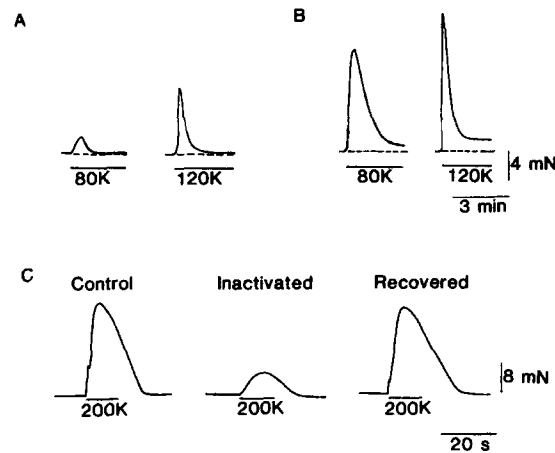 A
80K
120K
B
80K
120K
4 mN
3 min
C
Control
Inactivated
Recovered
200K
200K
200K
8 mN
20 s